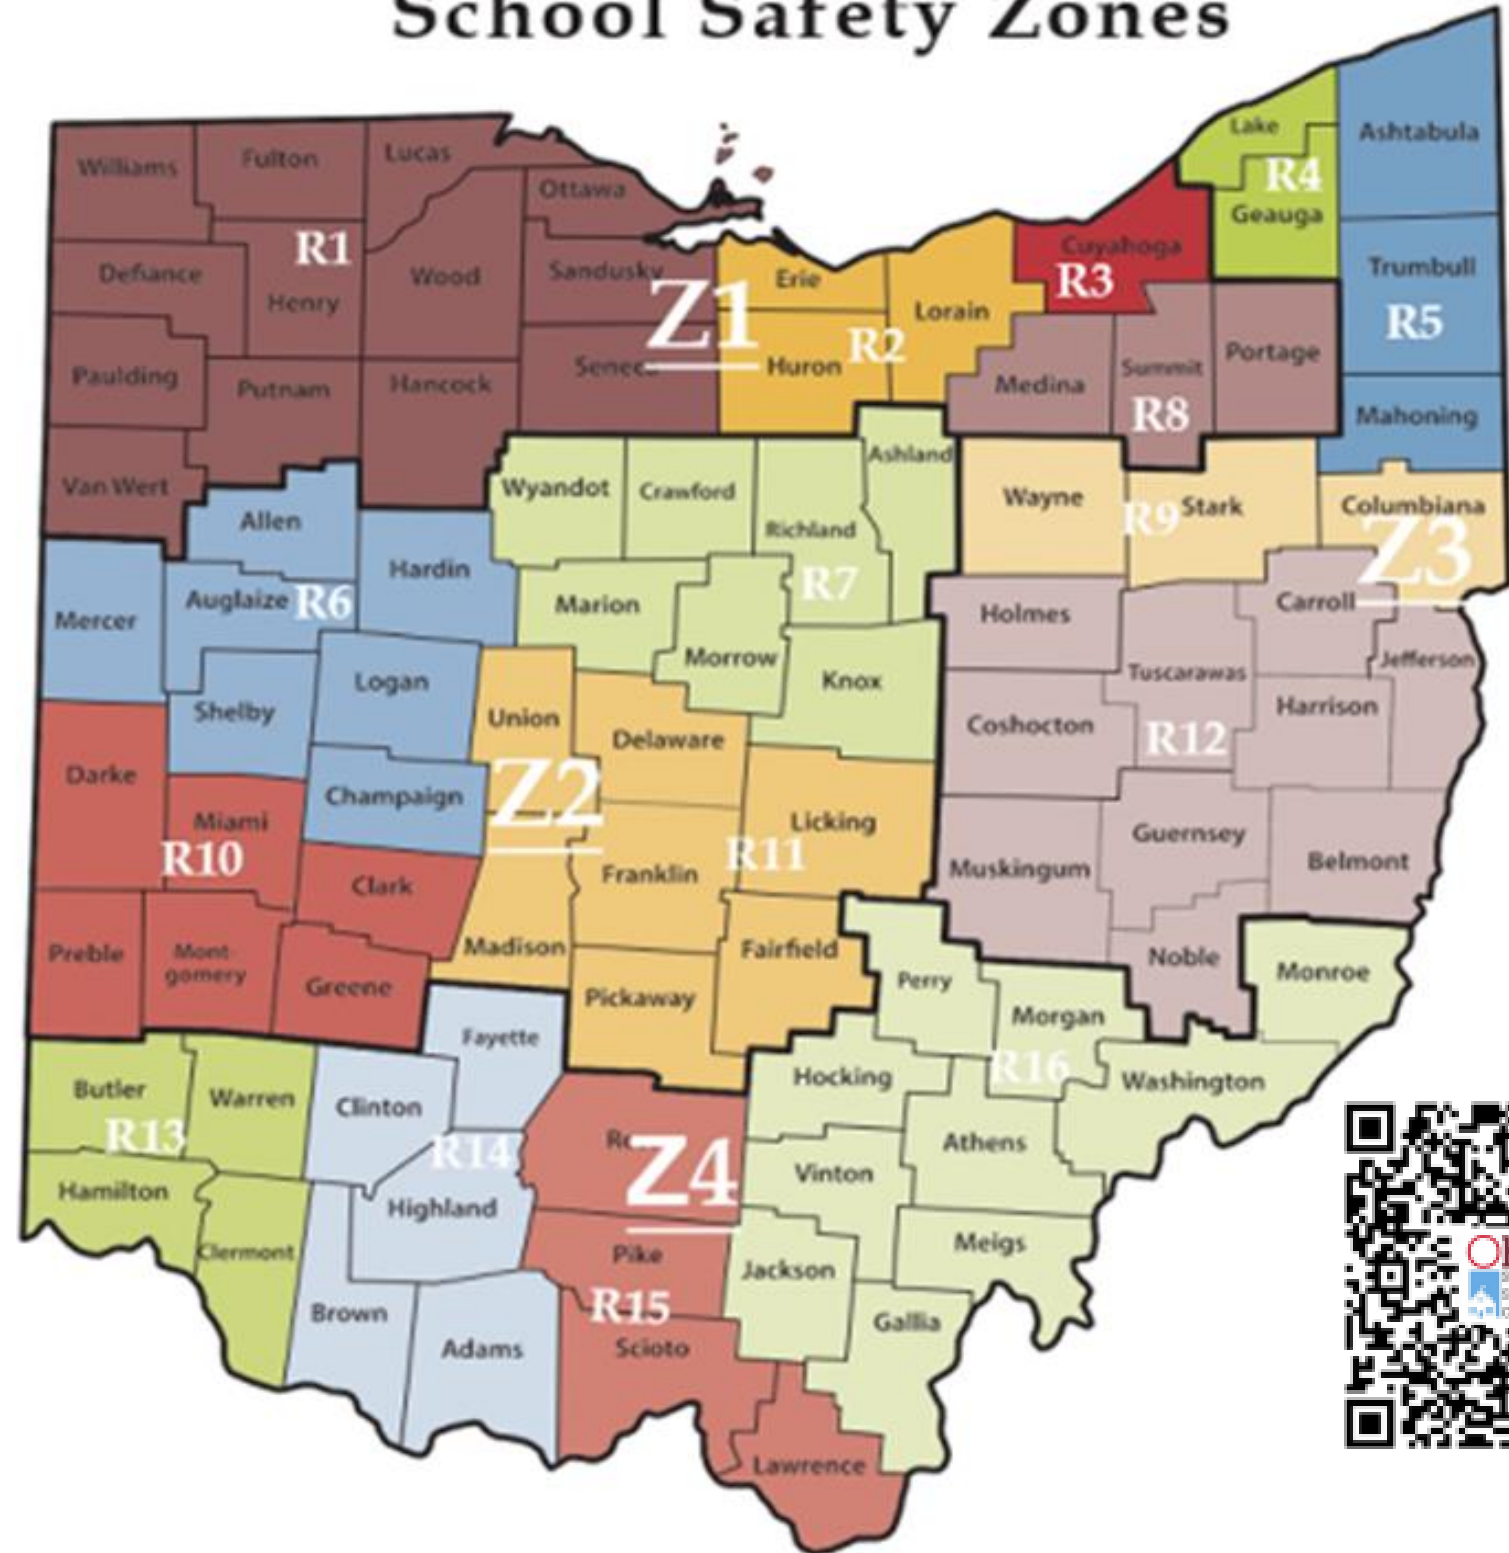 School Safety Zones
Lake
Ashtabula
R4
Geauga
Williams
Fulton
Lucas
Ottawa
R1
Defiance
Henry
Wood
Sandusky
Z1
Erie
Lorain
Cuyahoga
R3
Trumbull
R5
Paulding
Putnam
Hancock
Huron
R2
Medina
Summit
Portage
R8
Mahoning
Van Wert
Wyandot
Crawford
Richland
Ashland
Wayne
R9
Stark
Columbiana
Z3
Allen
Hardin
Mercer
Auglaize
R6
Marion
R7
Holmes
Carroll
Morrow
Knox
Tuscarawas
Jefferson
Logan
Shelby
Union
Delaware
Coshocton
R12
Harrison
Darke
Champaign
Z2
Licking
Miami
R10
Clark
Franklin
R11
Muskingum
Guernsey
Belmont
Preble
Mont-
gomery
Greene
Madison
Fairfield
Pickaway
Perry
Noble
Monroe
Morgan
Fayette
R16
Hocking
Washington
Butler
Warren
Clinton
R13
R14
Z4
Athens
Vinton
Hamilton
Highland
Clermont
Pike
Jackson
Meigs
Brown
R15
Scioto
Gallia
Adams
Lawrence